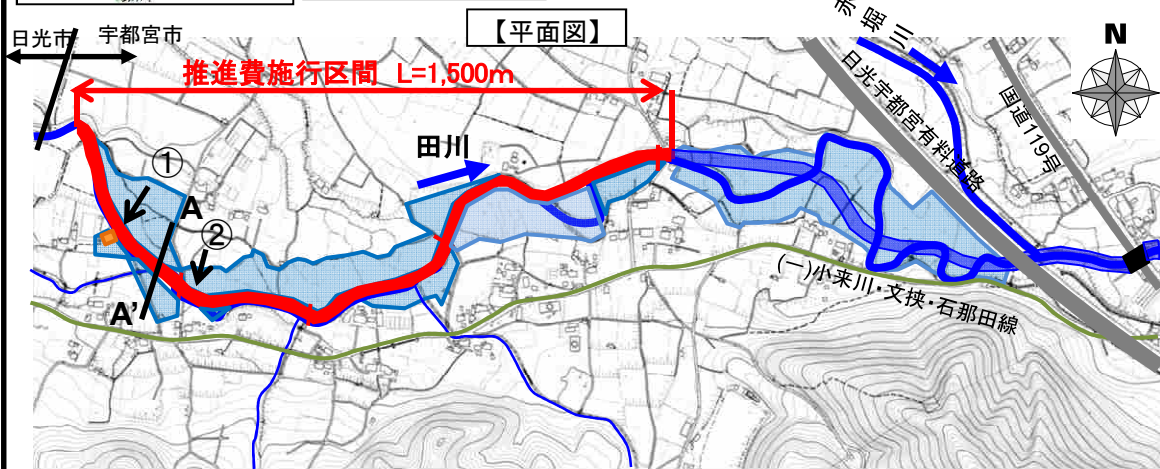 【平面図】
日光市
宇都宮市
推進費施行区間 L=1,500m
赤堀川
N
日光宇都宮有料道路
国道119号
田川
①
A
②
A'
(一)小来川・文挟・石那田線